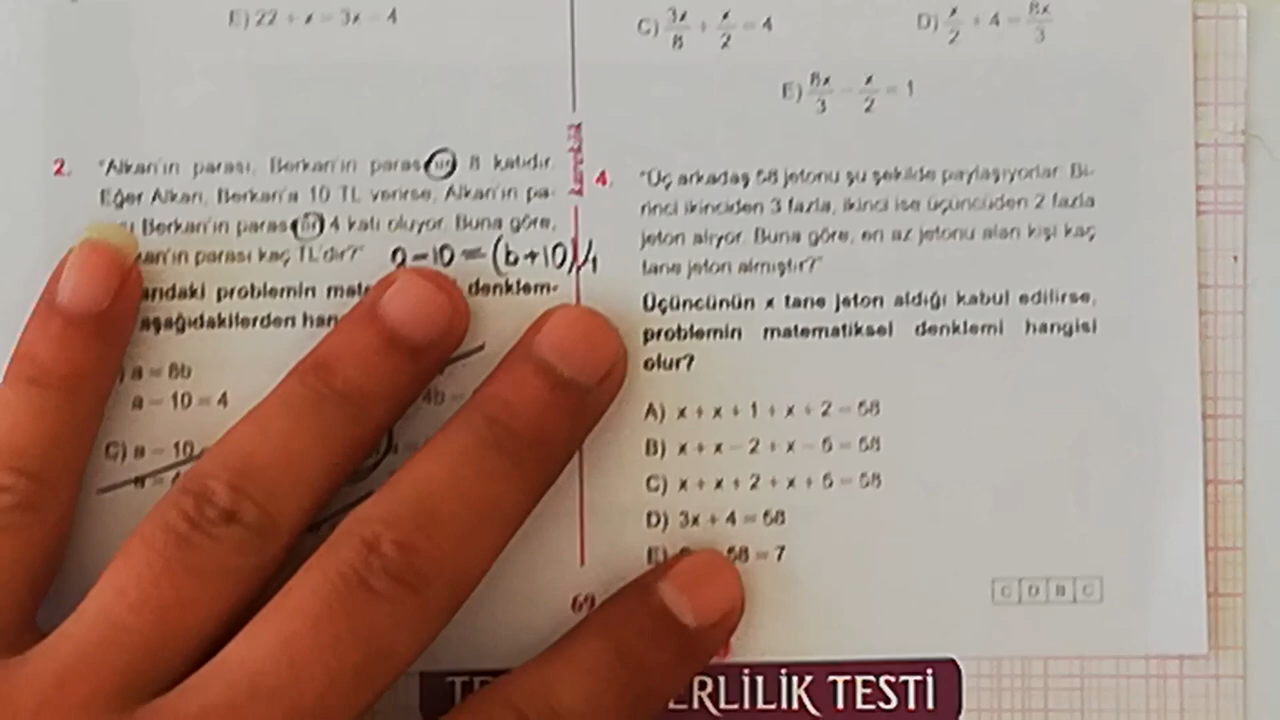 E) 22 + x = 3x - 4
2. "Alkan'ın parası, Berkan'ın parasının 8 katıdır.
Eğer Alkan, Berkan'a 10 TL verirse, Alkan'ın pa-
Berkan'ın parasının 4 katı oluyor. Buna göre,
parası kaç TL'dir?"
a-10=(b+10)4
denklem-
aşağıdakilerden
a = 8b
a - 10 = 4
C) a - 10
4b -
C) 3x/8 + x/2 = 4
D) x/2 + 4 = 8x/3
E) 8x/3 - x/2 = 1
4. "Üç arkadaş 58 jetonu şu şekilde paylaşıyorlar. Bi-
rinci ikinciden 3 fazla, ikinci ise üçüncüden 2 fazla
jeton alıyor. Buna göre, en az jetonu alan kişi kaç
tane jeton almıştır?"
Üçüncünün x tane jeton aldığı kabul edilirse,
problemin matematiksel denklemi hangisi
olur?
A) x + x + 1 + x + 2 = 58
B) x + x - 2 + x - 5 = 58
C) x + x + 2 + x + 5 = 58
D) 3x + 4 = 58
E) 58 = 7
C D B C
69
ERLİLİK TESTİ